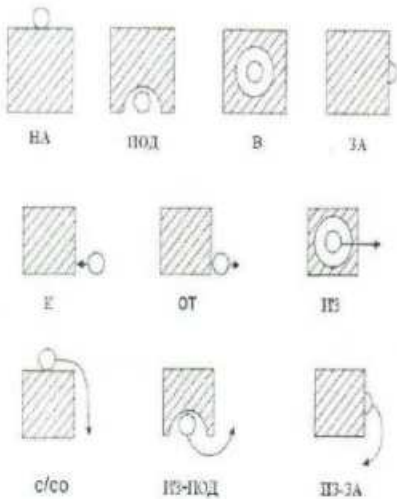 НА ПОД В ЗА
К ОТ ИЗ
С/СО ИЗ-ПОД ИЗ-ЗА